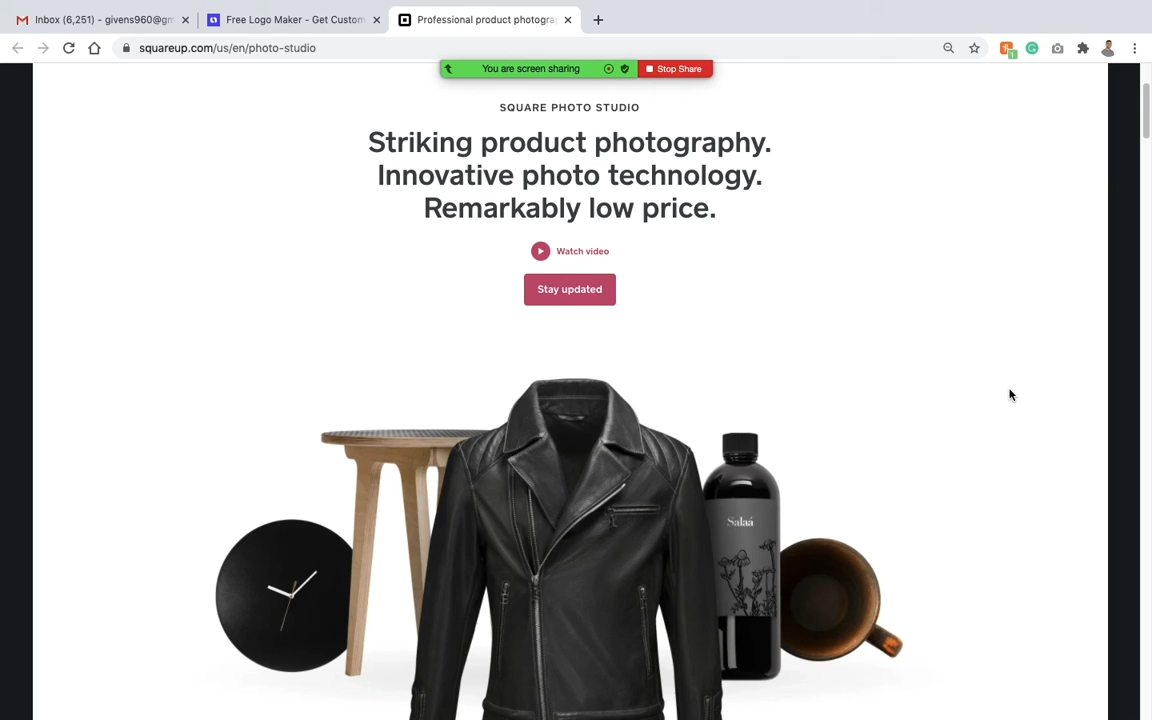 Inbox (6,251) - givens960@gm
Free Logo Maker - Get Custom
Professional product photogra
squareup.com/us/en/photo-studio
1
You are screen sharing
Stop Share
SQUARE PHOTO STUDIO
Striking product photography.
Innovative photo technology.
Remarkably low price.
Watch video
Stay updated
Salaá